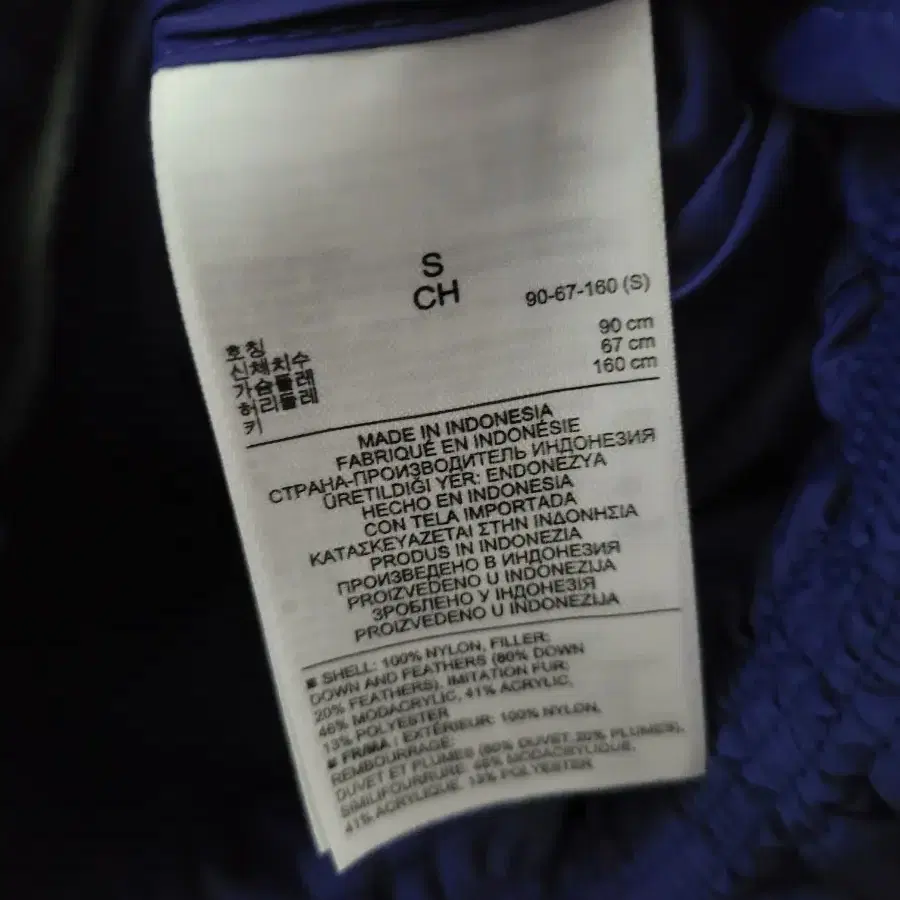 S
CH
90-67-160 (S)
호칭
신체치수
가슴둘레 90 cm
허리둘레 67 cm
키 160 cm
MADE IN INDONESIA
FABRIQUÉ EN INDONÉSIE
СТРАНА-ПРОИЗВОДИТЕЛЬ ИНДОНЕЗИЯ
ÜRETILDIĞI YER: ENDONEZYA
HECHO EN INDONESIA
CON TELA IMPORTADA
ΚΑΤΑΣΚΕΥΑΖΕΤΑΙ ΣΤΗΝ ΙΝΔΟΝΗΣΙΑ
PRODUS IN INDONEZIA
ПРОИЗВЕДЕНО В ИНДОНЕЗИЯ
PROIZVEDENO U INDONEZIJA
ЗРОБЛЕНО У ІНДОНЕЗІЯ
PROIZVEDENO U INDONEZIJA
SHELL: 100% NYLON, FILLER:
DOWN AND FEATHERS (80% DOWN
20% FEATHERS), IMITATION FUR:
46% MODACRYLIC, 41% ACRYLIC,
13% POLYESTER
FR/MA : EXTÉRIEUR: 100% NYLON,
REMBOURRAGE:
DUVET ET PLUMES (80% DUVET 20% PLUMES),
SIMILIFOURRURE: 46% MODACRYLIQUE,
41% ACRYLIQUE, 13% POLYESTER